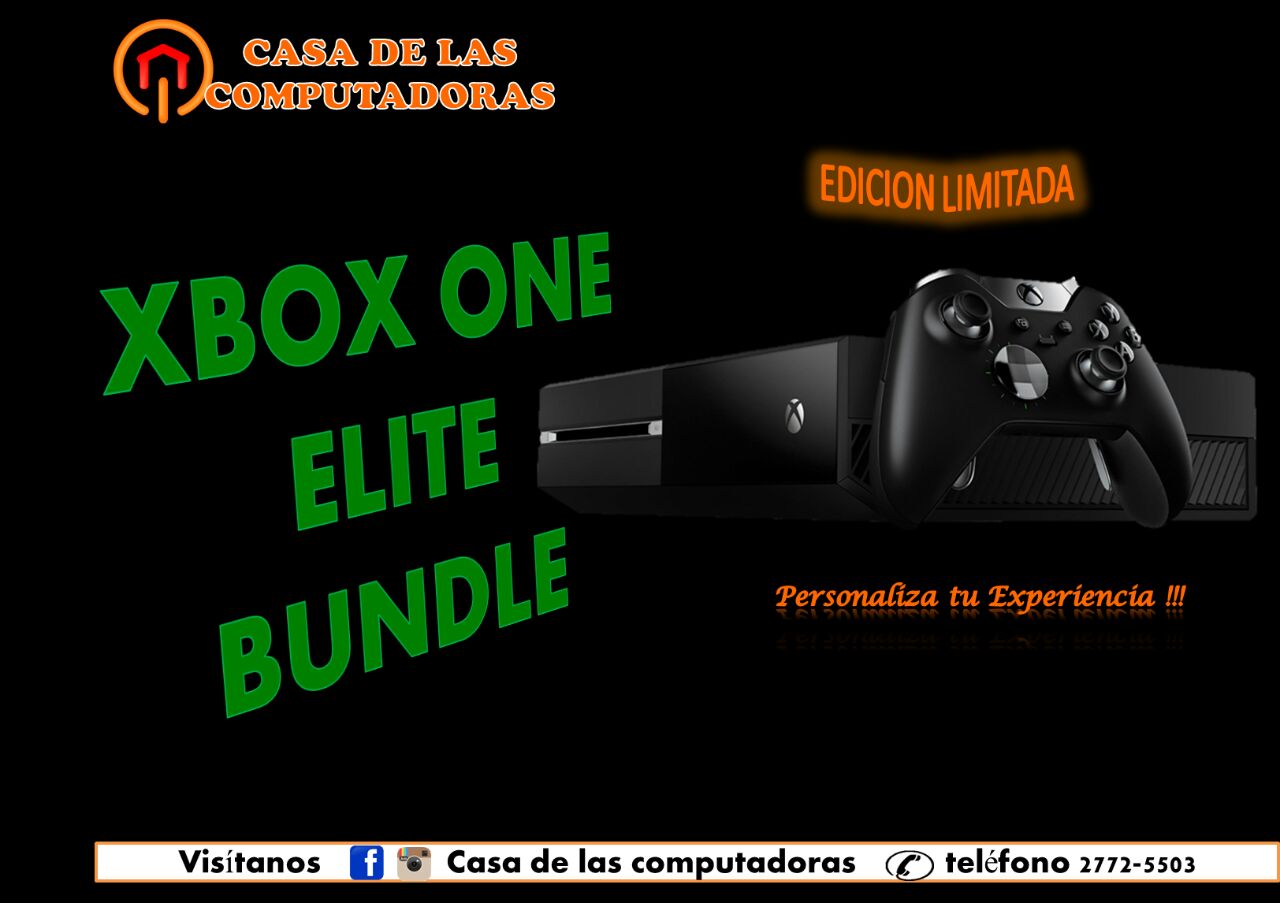 CASA DE LAS
COMPUTADORAS
EDICION LIMITADA
XBOX ONE
ELITE
BUNDLE
Personaliza tu Experiencia !!!
Visítanos f Casa de las computadoras teléfono 2772-5503